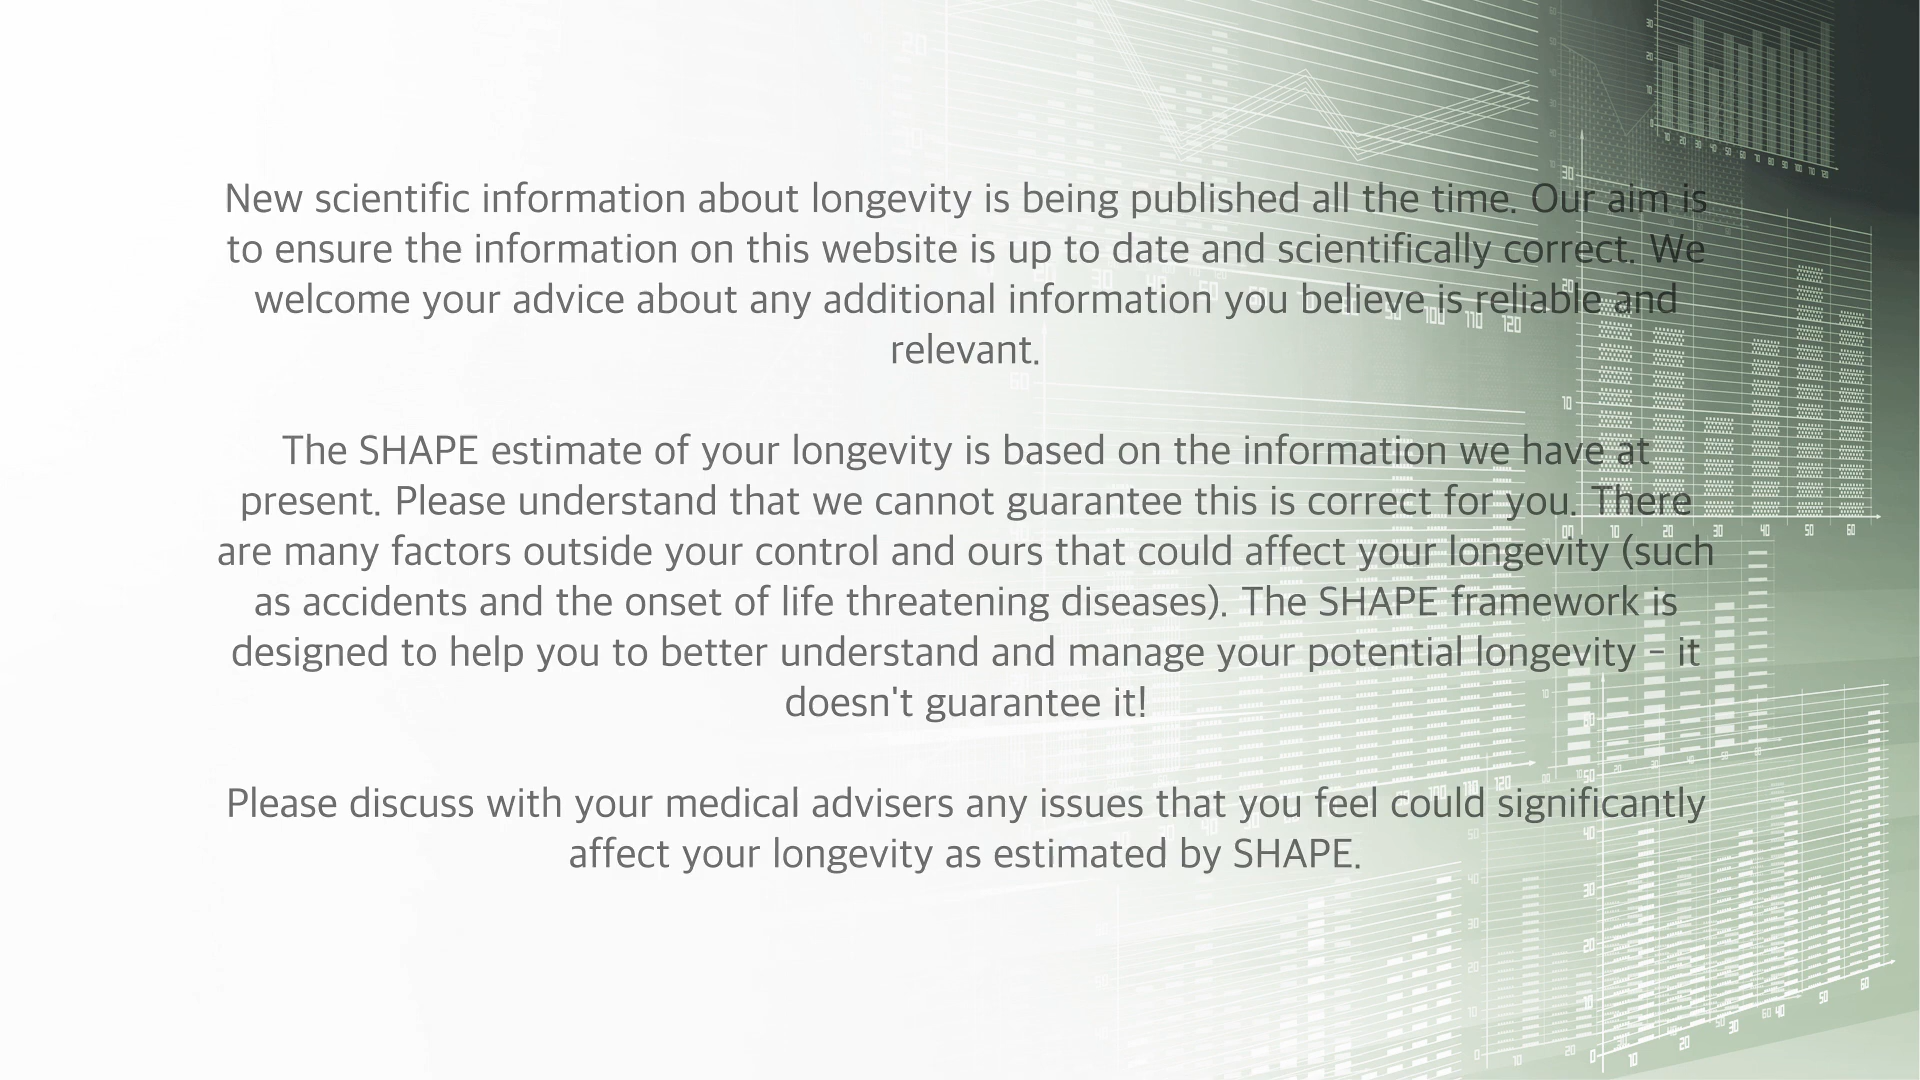 New scientific information about longevity is being published all the time. Our aim is
to ensure the information on this website is up to date and scientifically correct. We
welcome your advice about any additional information you believe is reliable and
relevant.
The SHAPE estimate of your longevity is based on the information we have at
present. Please understand that we cannot guarantee this is correct for you. There
are many factors outside your control and ours that could affect your longevity (such
as accidents and the onset of life threatening diseases). The SHAPE framework is
designed to help you to better understand and manage your potential longevity – it
doesn't guarantee it!
Please discuss with your medical advisers any issues that you feel could significantly
affect your longevity as estimated by SHAPE.